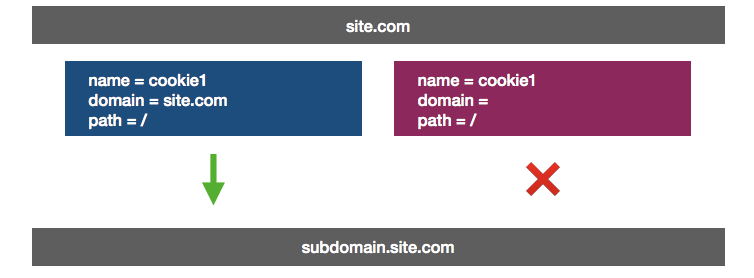 site.com
name = cookie1
domain = site.com
path = /
name = cookie1
domain =
path = /
subdomain.site.com